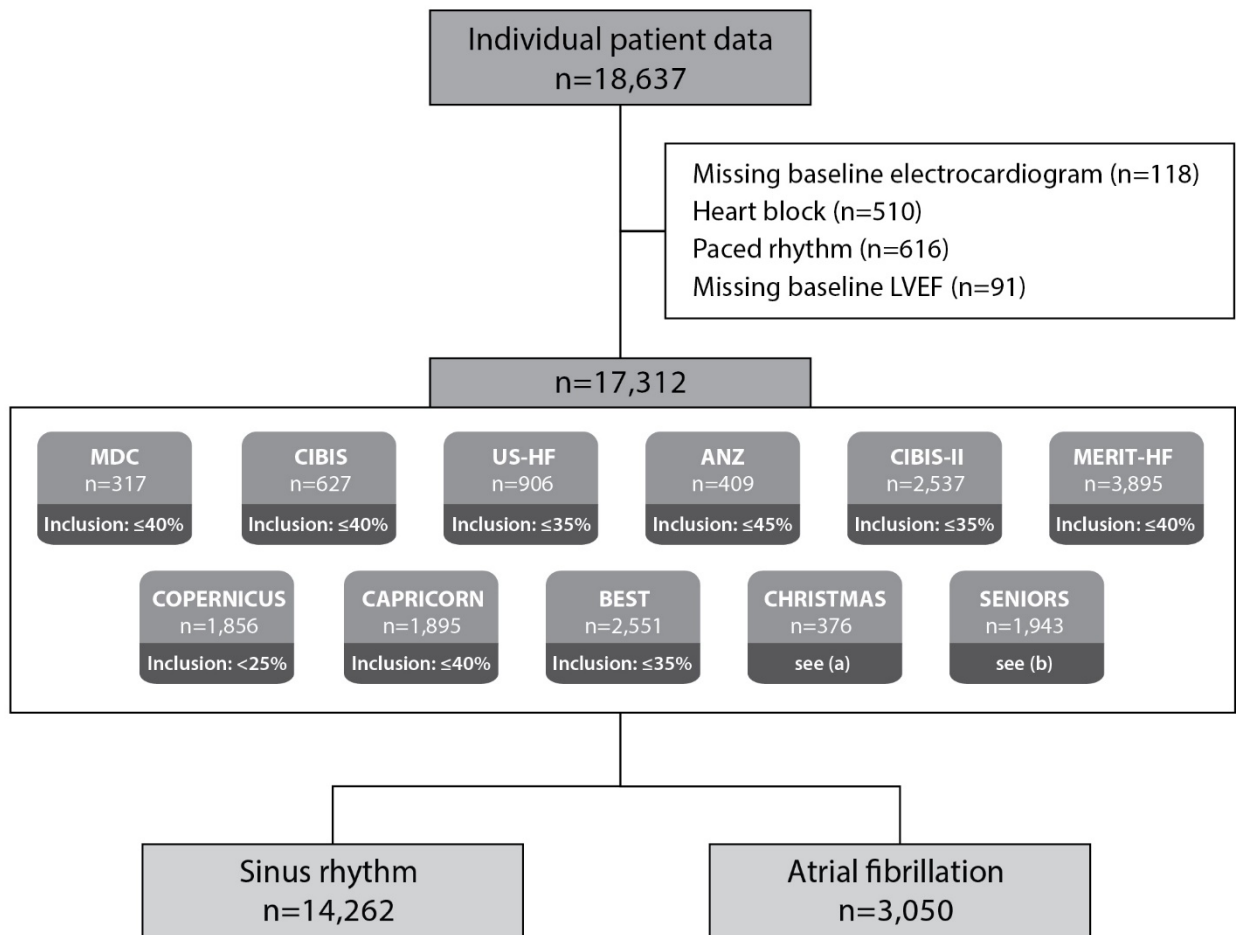 Individual patient data
n=18,637
Missing baseline electrocardiogram (n=118)
Heart block (n=510)
Paced rhythm (n=616)
Missing baseline LVEF (n=91)
n=17,312
MDC
n=317
Inclusion: ≤40%
CIBIS
n=627
Inclusion: ≤40%
US-HF
n=906
Inclusion: ≤35%
ANZ
n=409
Inclusion: ≤45%
CIBIS-II
n=2,537
Inclusion: ≤35%
MERIT-HF
n=3,895
Inclusion: ≤40%
COPERNICUS
n=1,856
Inclusion: <25%
CAPRICORN
n=1,895
Inclusion: ≤40%
BEST
n=2,551
Inclusion: ≤35%
CHRISTMAS
n=376
see (a)
SENIORS
n=1,943
see (b)
Sinus rhythm
n=14,262
Atrial fibrillation
n=3,050